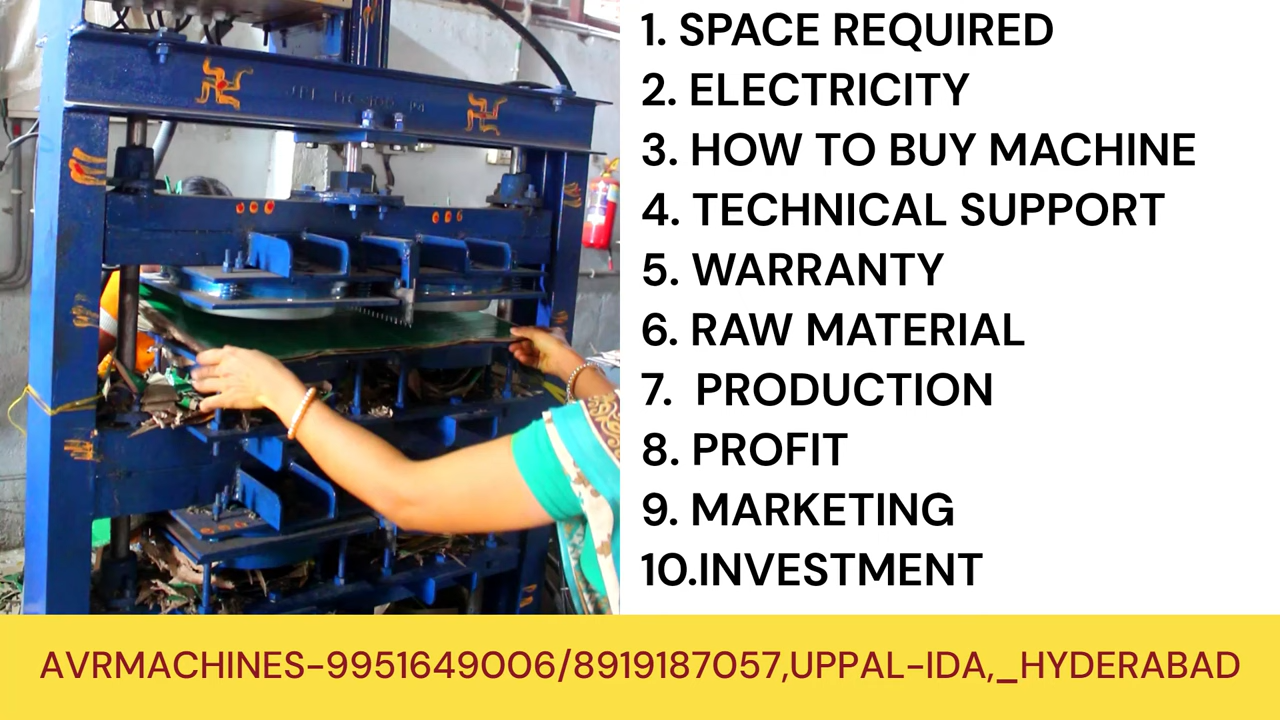 1. SPACE REQUIRED
2. ELECTRICITY
3. HOW TO BUY MACHINE
4. TECHNICAL SUPPORT
5. WARRANTY
6. RAW MATERIAL
7. PRODUCTION
8. PROFIT
9. MARKETING
10.INVESTMENT
AVRMACHINES-9951649006/8919187057,UPPAL-IDA,_HYDERABAD